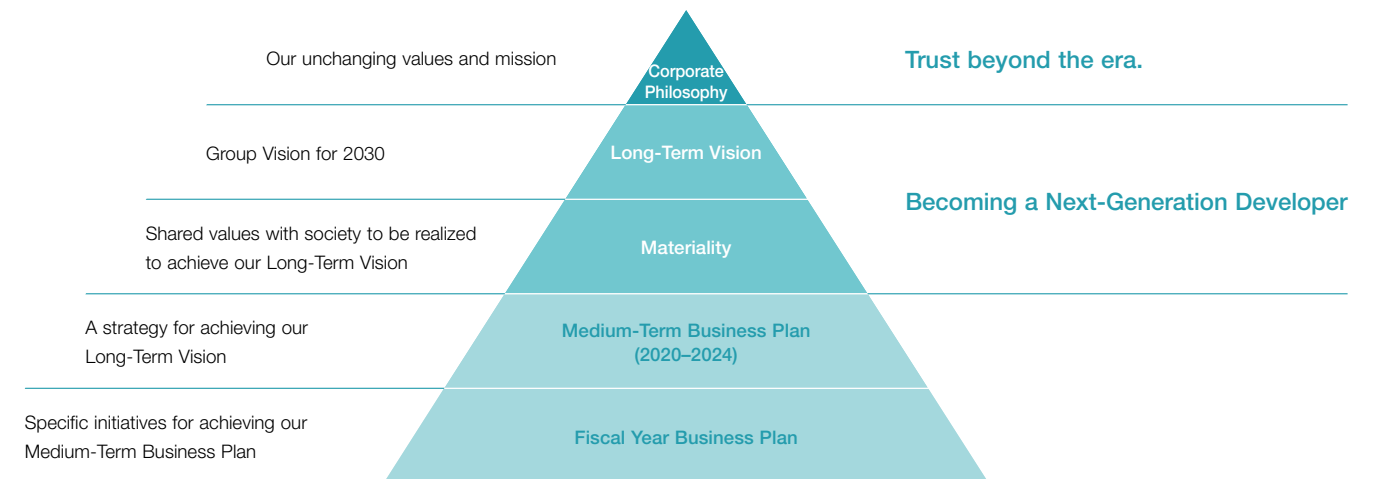 Our unchanging values and mission
Corporate
Philosophy
Trust beyond the era.
Group Vision for 2030
Long-Term Vision
Becoming a Next-Generation Developer
Shared values with society to be realized
to achieve our Long-Term Vision
Materiality
A strategy for achieving our
Long-Term Vision
Medium-Term Business Plan
(2020–2024)
Specific initiatives for achieving our
Medium-Term Business Plan
Fiscal Year Business Plan